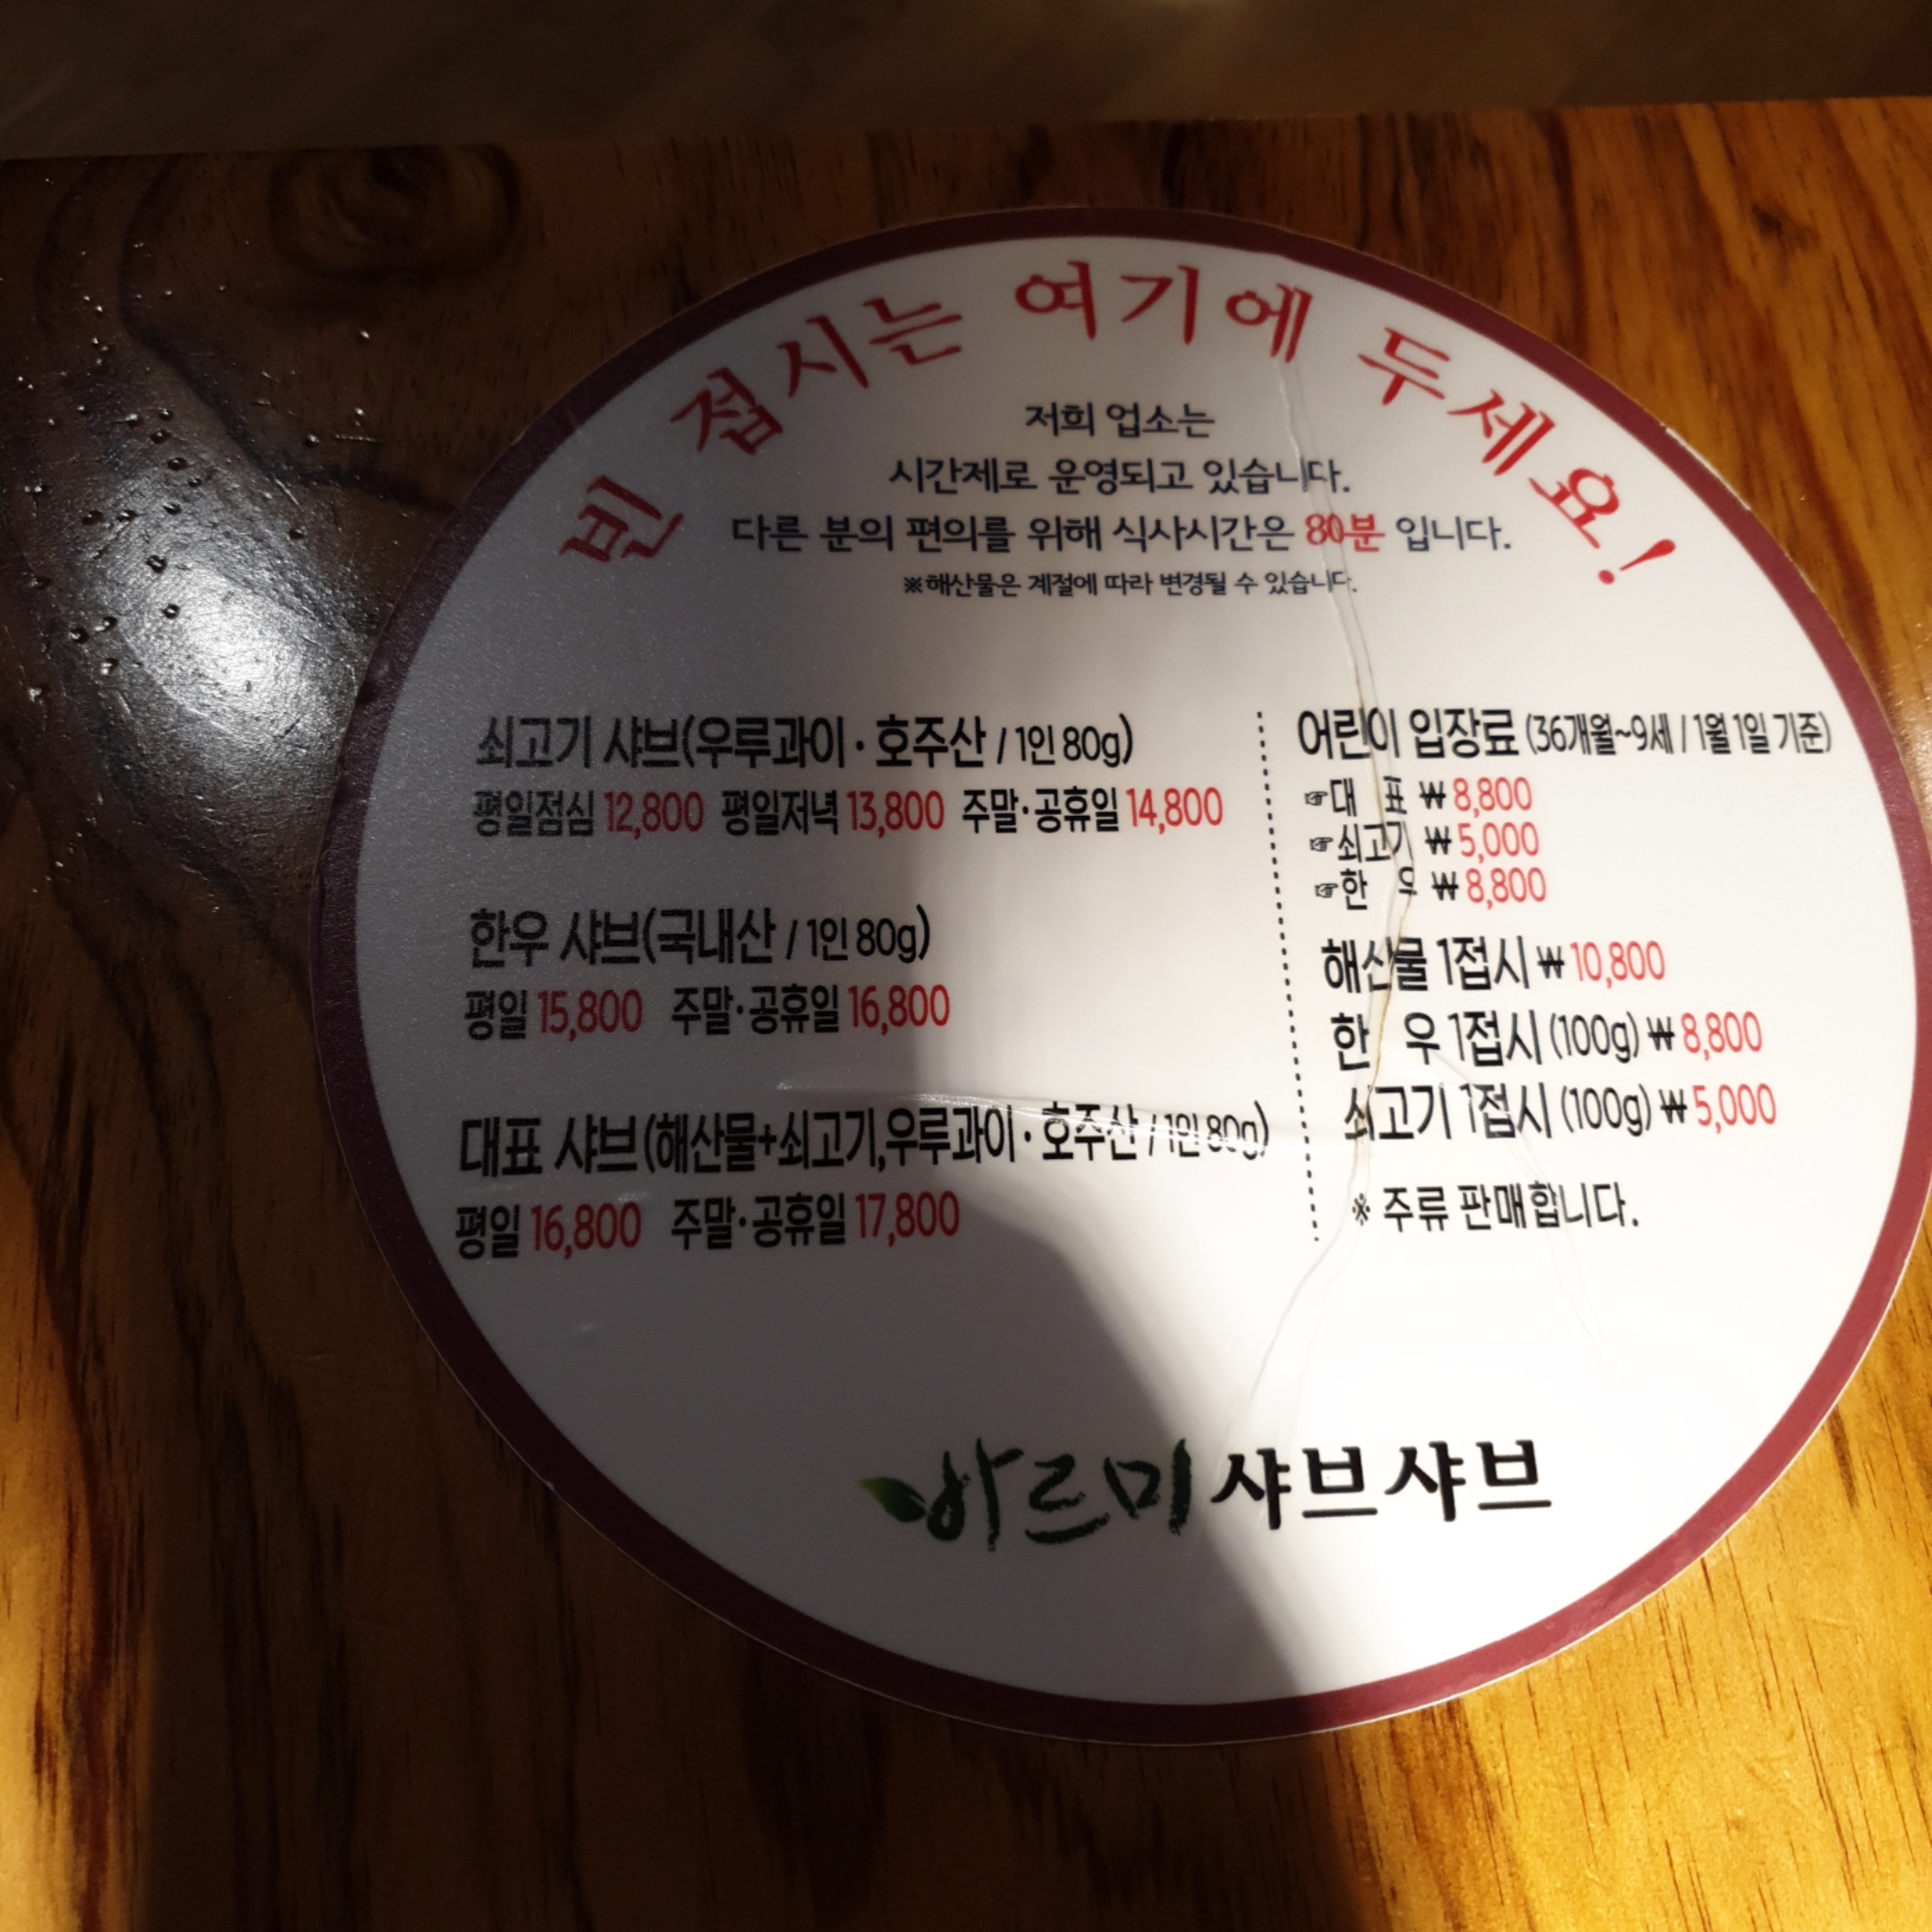 빈 접시는 여기에 두세요!
저희 업소는
시간제로 운영되고 있습니다.
다른 분의 편의를 위해 식사시간은 80분 입니다.
※해산물은 계절에 따라 변경될 수 있습니다.
쇠고기 샤브(우루과이·호주산 / 1인 80g)
평일점심 12,800 평일저녁 13,800 주말·공휴일 14,800
한우 샤브(국내산 / 1인 80g)
평일 15,800 주말·공휴일 16,800
대표 샤브(해산물+쇠고기,우루과이·호주산 / 1인 80g)
평일 16,800 주말·공휴일 17,800
어린이 입장료 (36개월~9세 / 1월 1일 기준)
☞대 표 ₩ 8,800
☞쇠고기 ₩ 5,000
☞한 우 ₩ 8,800
해산물 1접시 ₩ 10,800
한 우 1접시 (100g) ₩ 8,800
쇠고기 1접시 (100g) ₩ 5,000
※ 주류 판매합니다.
바르미 샤브샤브